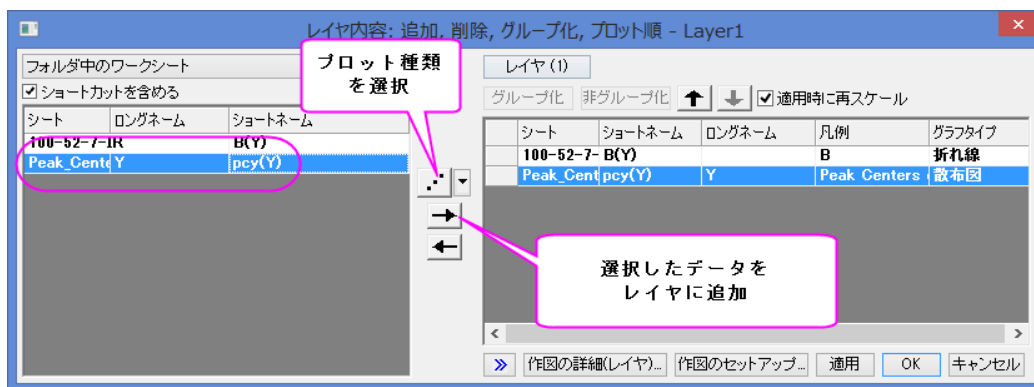 レイヤ内容: 追加, 削除, グループ化, プロット順 - Layer1
フォルダ中のワークシート
ショートカットを含める
シート ロングネーム ショートネーム
100-52-7-IR B(Y)
Peak_Cente Y pcy(Y)
プロット種類
を選択
レイヤ (1)
グループ化 非グループ化 適用時に再スケール
シート ショートネーム ロングネーム 凡例 グラフタイプ
100-52-7- B(Y) B 折れ線
Peak_Cent pcy(Y) Y Peak Centers 散布図
選択したデータを
レイヤに追加
作図の詳細(レイヤ)... 作図のセットアップ... 適用 OK キャンセル